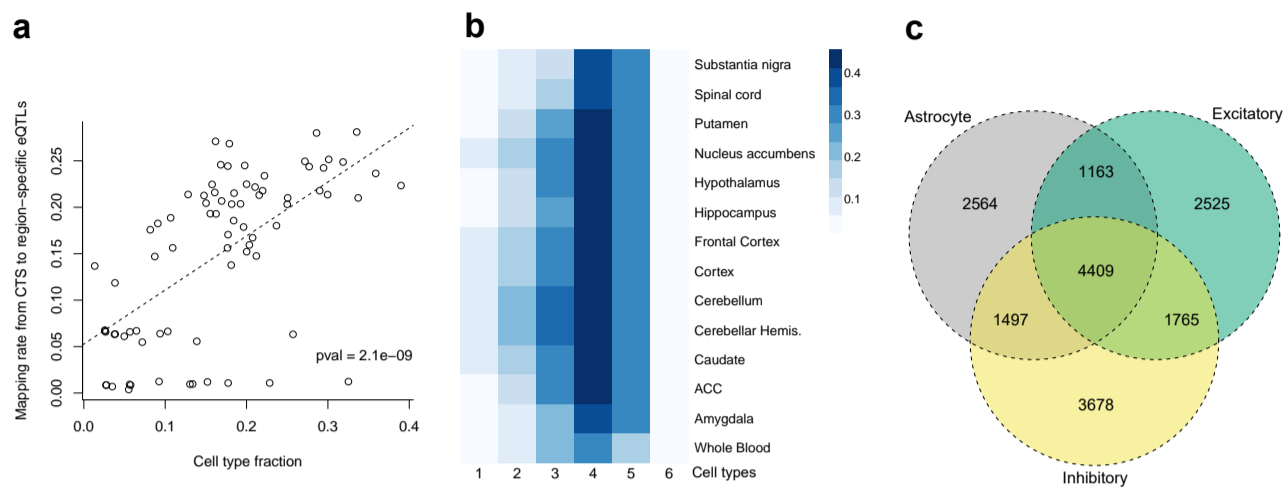 a
Mapping rate from CTS to region−specific eQTLs
0.00
0.05
0.10
0.15
0.20
0.25
pval = 2.1e−09
0.0 0.1 0.2 0.3 0.4
Cell type fraction
b
Substantia nigra
Spinal cord
Putamen
Nucleus accumbens
Hypothalamus
Hippocampus
Frontal Cortex
Cortex
Cerebellum
Cerebellar Hemis.
Caudate
ACC
Amygdala
Whole Blood
1 2 3 4 5 6 Cell types
0.4
0.3
0.2
0.1
c
Astrocyte
Excitatory
1163
2564
2525
4409
1497
1765
3678
Inhibitory